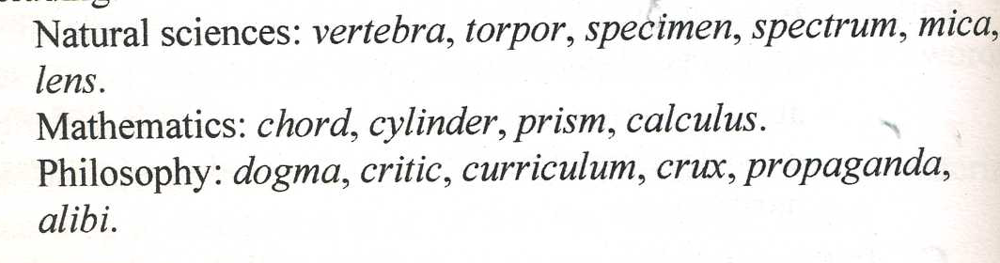 Natural sciences: vertebra, torpor, specimen, spectrum, mica,
lens.
Mathematics: chord, cylinder, prism, calculus.
Philosophy: dogma, critic, curriculum, crux, propaganda,
alibi.